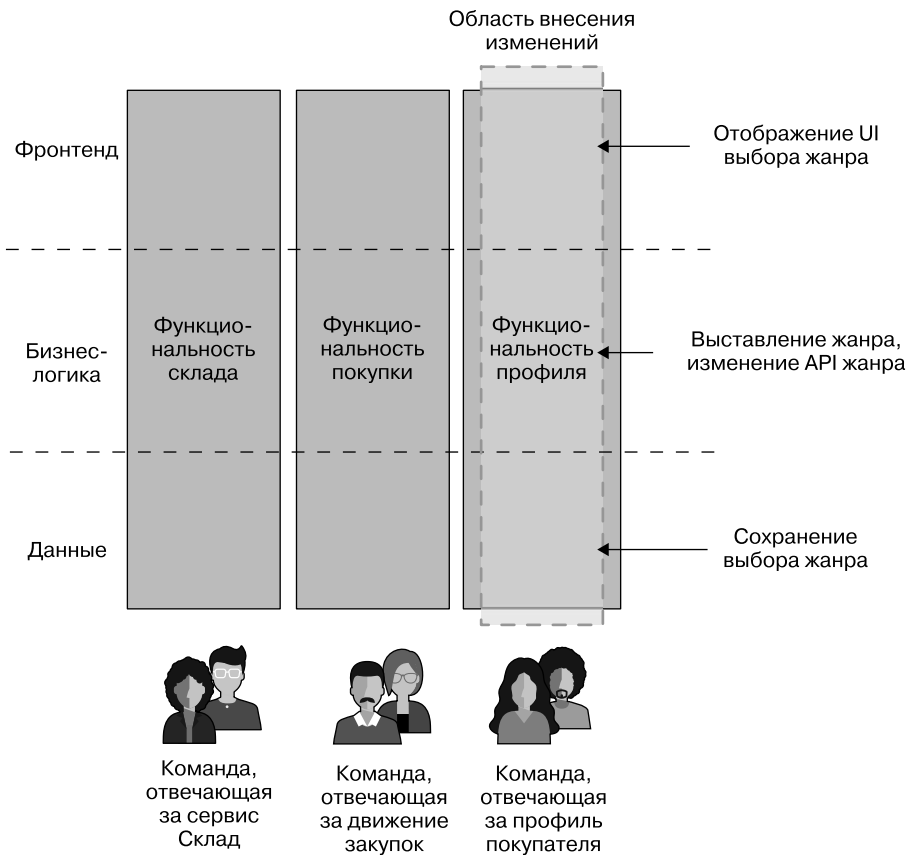 Область внесения
изменений
Фронтенд
Отображение UI
выбора жанра
Бизнес-
логика
Функцио-
нальность
склада
Функцио-
нальность
покупки
Функцио-
нальность
профиля
Выставление жанра,
изменение API жанра
Данные
Сохранение
выбора жанра
Команда,
отвечающая
за сервис
Склад
Команда,
отвечающая
за движение
закупок
Команда,
отвечающая
за профиль
покупателя